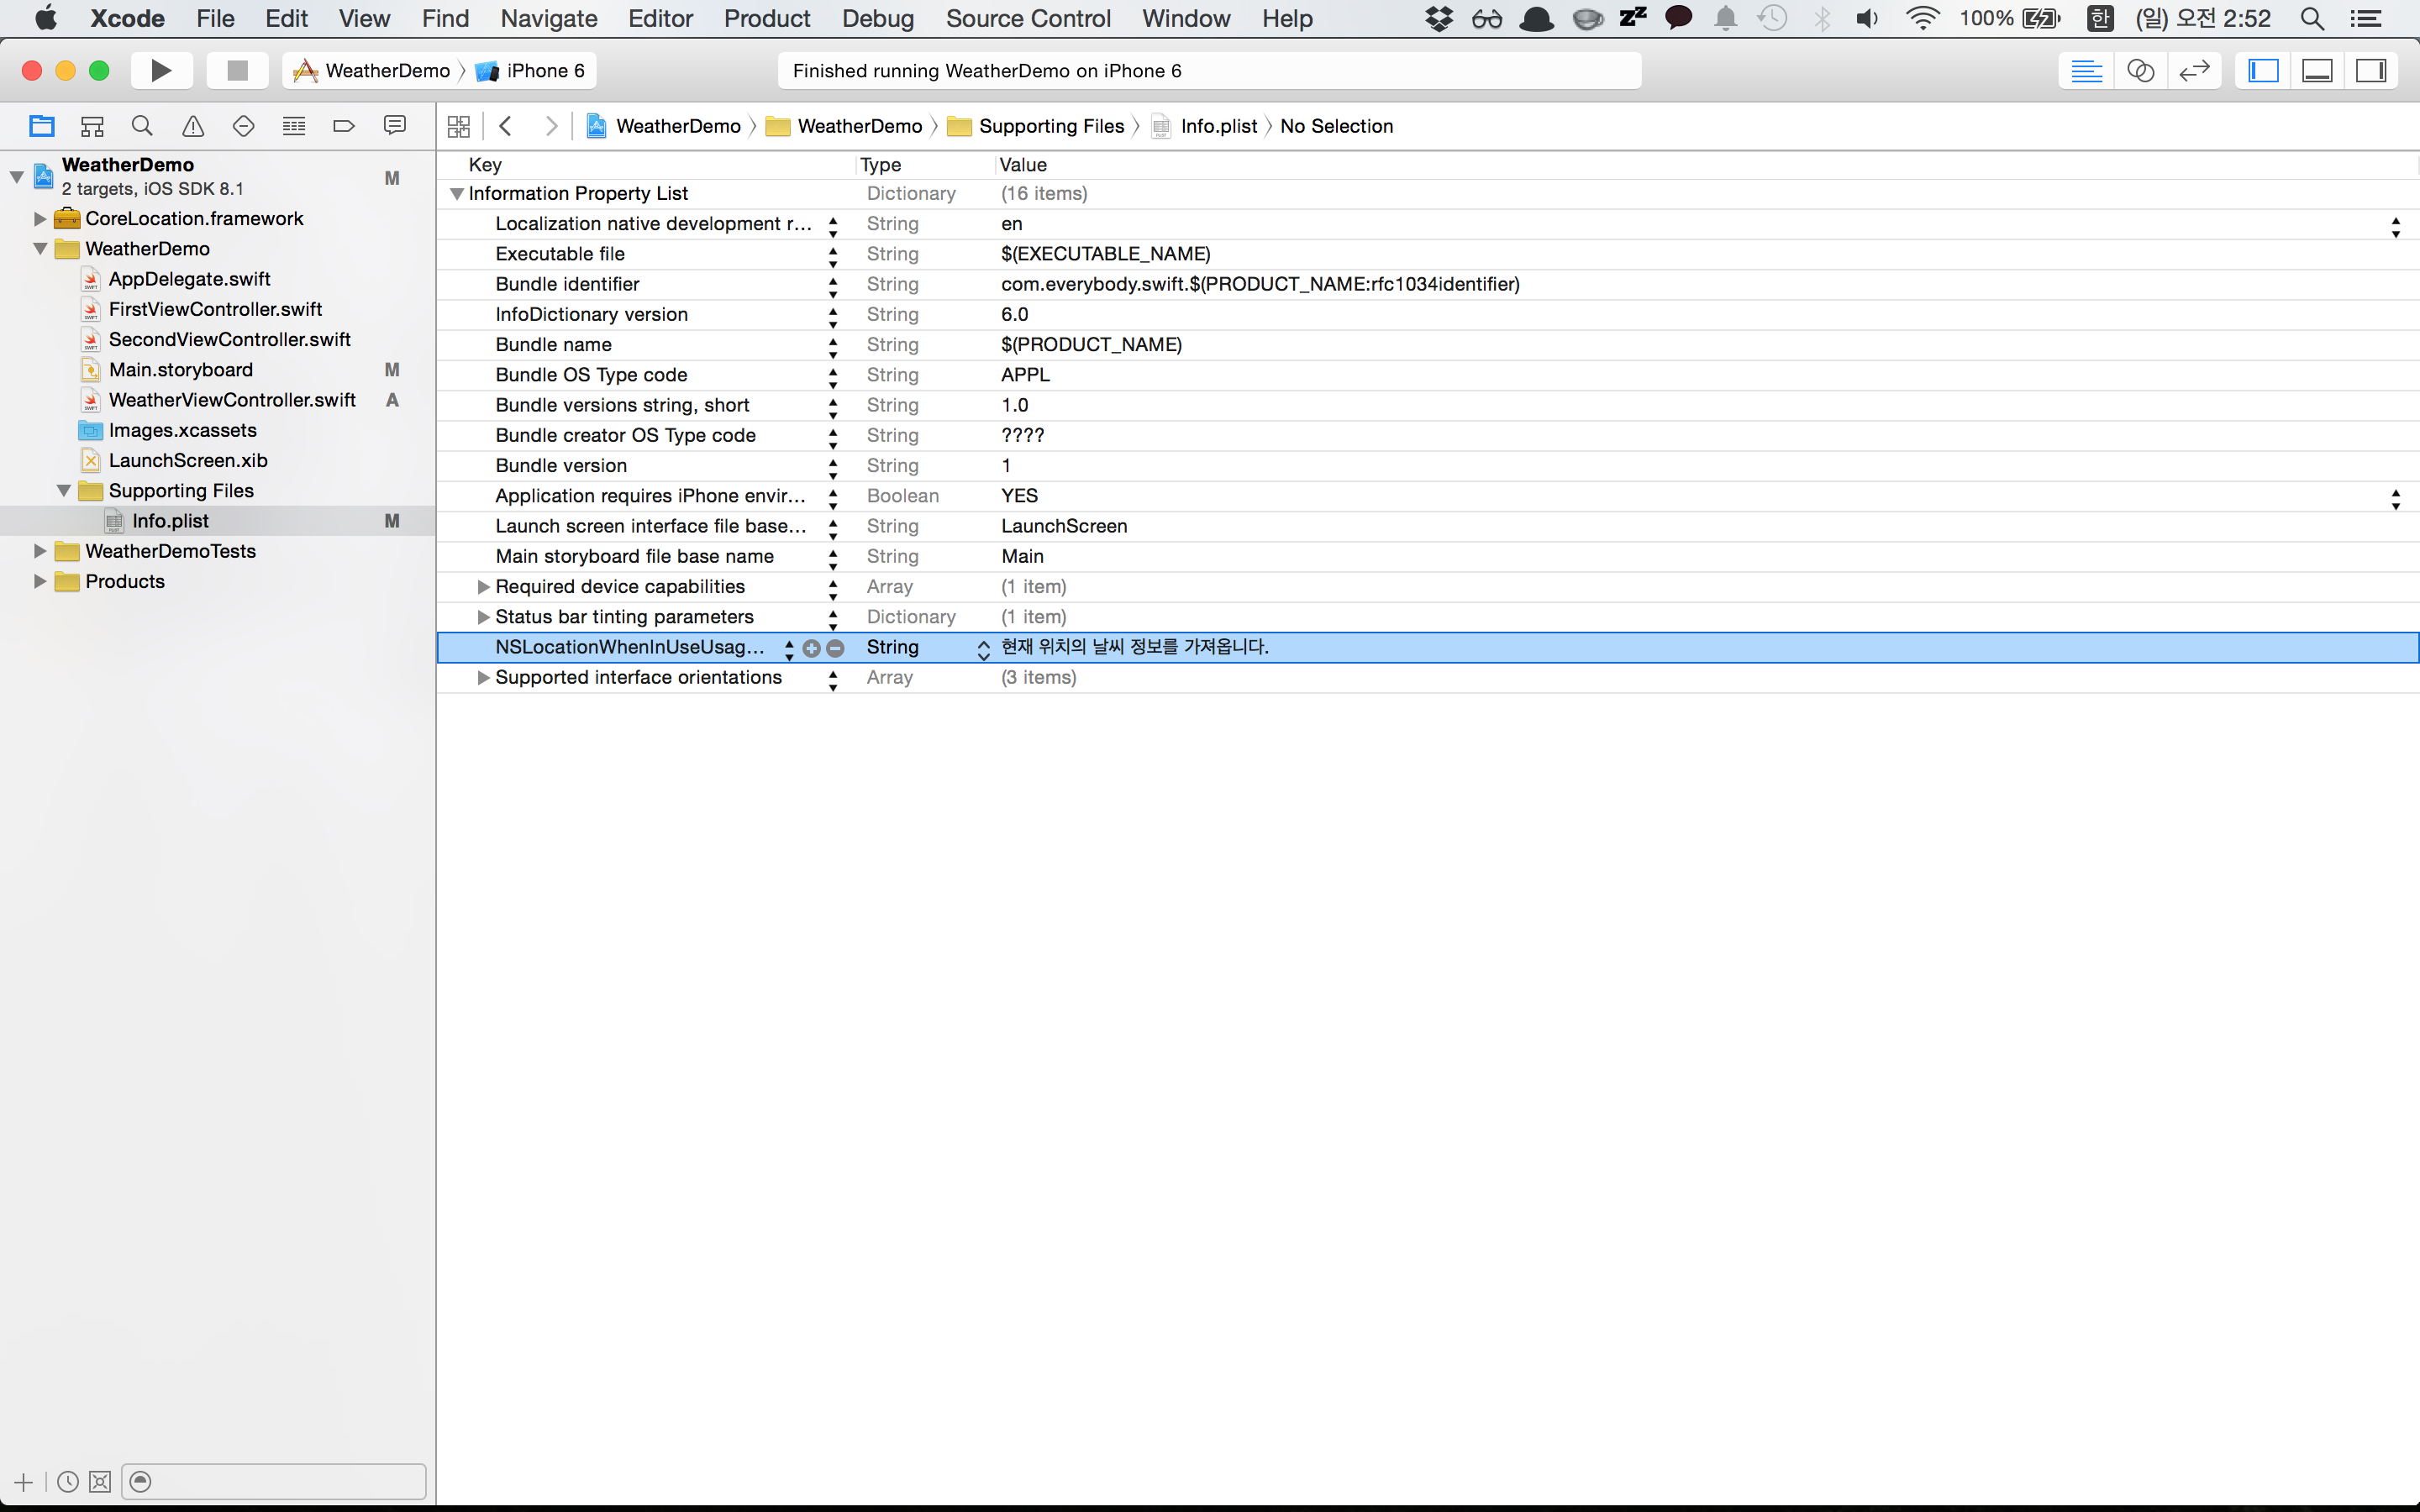 Xcode File Edit View Find Navigate Editor Product Debug Source Control Window Help 100% 한 (일) 오전 2:52
WeatherDemo iPhone 6 Finished running WeatherDemo on iPhone 6
WeatherDemo WeatherDemo Supporting Files Info.plist No Selection
WeatherDemo
2 targets, iOS SDK 8.1 M
CoreLocation.framework
WeatherDemo
AppDelegate.swift
FirstViewController.swift
SecondViewController.swift
Main.storyboard M
WeatherViewController.swift A
Images.xcassets
LaunchScreen.xib
Supporting Files
Info.plist M
WeatherDemoTests
Products
Key Type Value
Information Property List Dictionary (16 items)
Localization native development r... String en
Executable file String $(EXECUTABLE_NAME)
Bundle identifier String com.everybody.swift.$(PRODUCT_NAME:rfc1034identifier)
InfoDictionary version String 6.0
Bundle name String $(PRODUCT_NAME)
Bundle OS Type code String APPL
Bundle versions string, short String 1.0
Bundle creator OS Type code String ????
Bundle version String 1
Application requires iPhone envir... Boolean YES
Launch screen interface file base... String LaunchScreen
Main storyboard file base name String Main
Required device capabilities Array (1 item)
Status bar tinting parameters Dictionary (1 item)
NSLocationWhenInUseUsag... String 현재 위치의 날씨 정보를 가져옵니다.
Supported interface orientations Array (3 items)